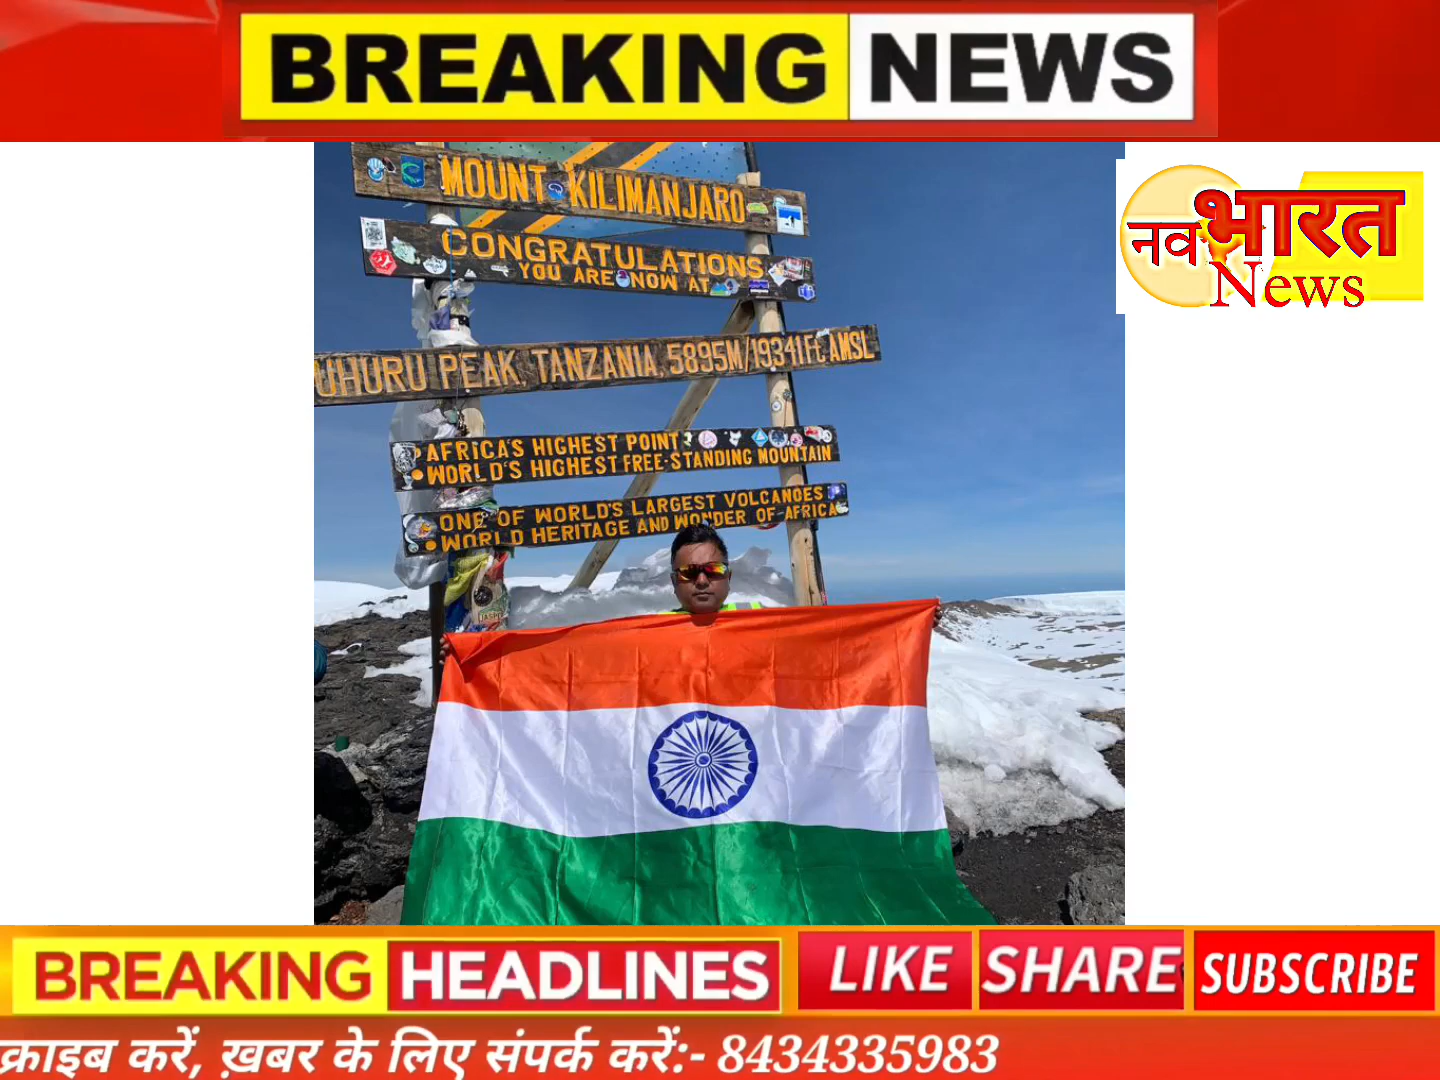 BREAKING NEWS
MOUNT KILIMANJARO
CONGRATULATIONS
YOU ARE NOW AT
UHURU PEAK, TANZANIA, 5895M/19341Ft AMSL
AFRICA'S HIGHEST POINT
WORLD'S HIGHEST FREE-STANDING MOUNTAIN
ONE OF WORLD'S LARGEST VOLCANOES
WORLD HERITAGE AND WONDER OF AFRICA
नव भारत
News
BREAKING HEADLINES LIKE SHARE SUBSCRIBE
क्राइब करें, ख़बर के लिए संपर्क करें:- 8434335983